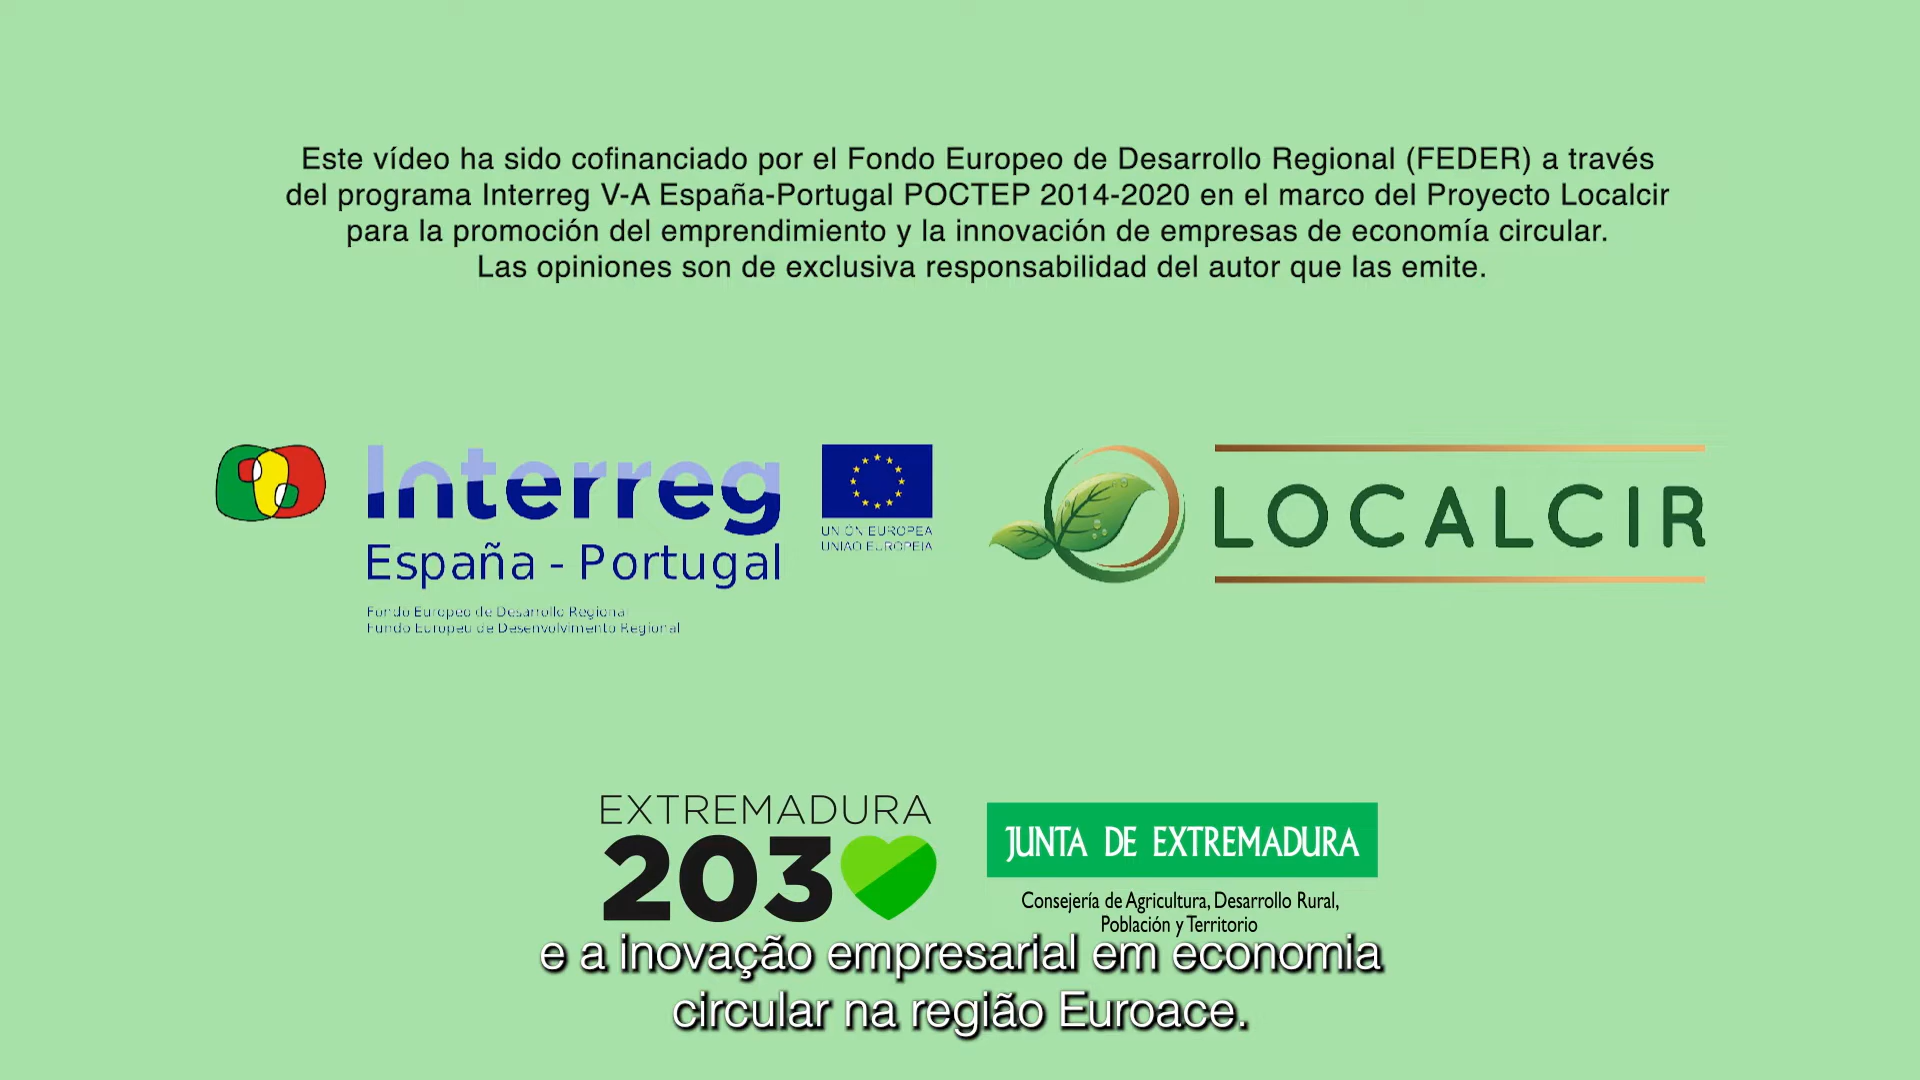 Este vídeo ha sido cofinanciado por el Fondo Europeo de Desarrollo Regional (FEDER) a través
del programa Interreg V-A España-Portugal POCTEP 2014-2020 en el marco del Proyecto Localcir
para la promoción del emprendimiento y la innovación de empresas de economía circular.
Las opiniones son de exclusiva responsabilidad del autor que las emite.
Interreg
España - Portugal
Fondo Europeo de Desarrollo Regional
Fundo Europeu de Desenvolvimento Regional
UNIÓN EUROPEA
UNIÃO EUROPEIA
LOCALCIR
EXTREMADURA
203
JUNTA DE EXTREMADURA
Consejería de Agricultura, Desarrollo Rural,
Población y Territorio
e a inovação empresarial em economia
circular na região Euroace.